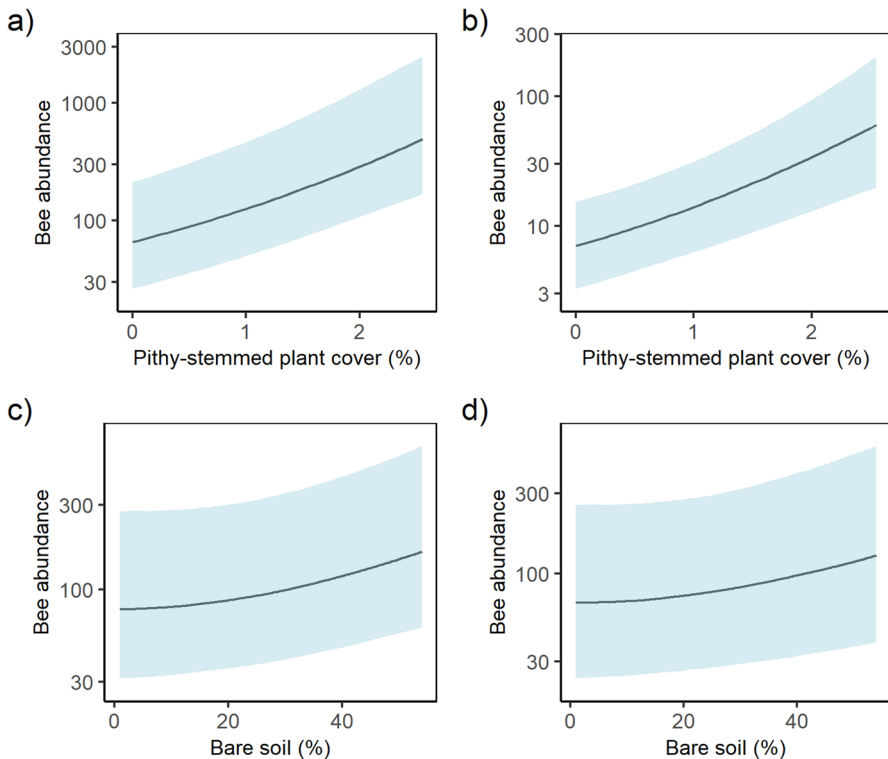 a)
3000
1000
300
100
30
Bee abundance
0 1 2
Pithy-stemmed plant cover (%)
b)
300
100
30
10
3
Bee abundance
0 1 2
Pithy-stemmed plant cover (%)
c)
300
100
30
Bee abundance
0 20 40
Bare soil (%)
d)
300
100
30
Bee abundance
0 20 40
Bare soil (%)